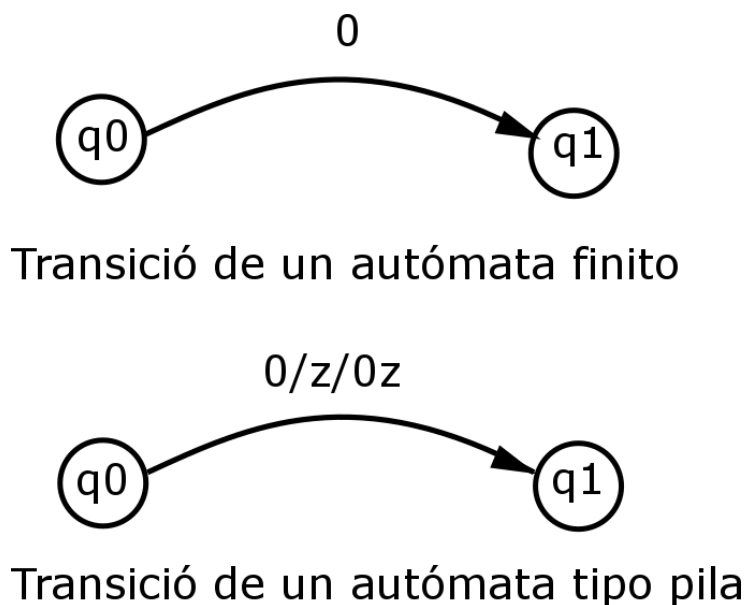 0
q0 q1
Transició de un autómata finito
0/z/0z
q0 q1
Transició de un autómata tipo pila